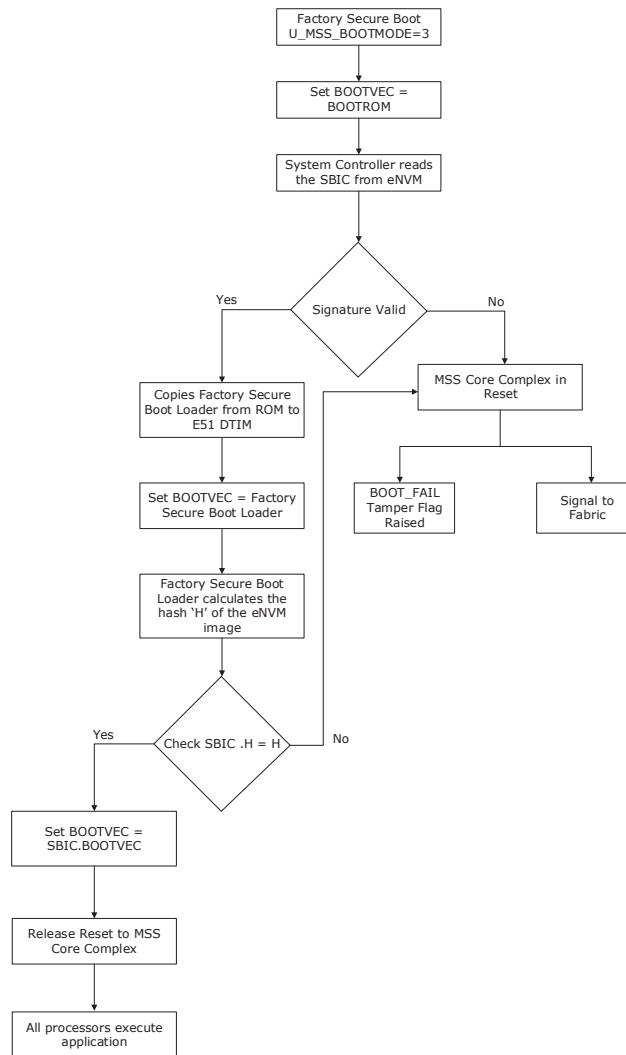 Factory Secure Boot
U_MSS_BOOTMODE=3
Set BOOTVEC =
BOOTROM
System Controller reads
the SBIC from eNVM
Signature Valid
Yes
No
Copies Factory Secure
Boot Loader from ROM to
E51 DTIM
MSS Core Complex in
Reset
Set BOOTVEC = Factory
Secure Boot Loader
BOOT_FAIL
Tamper Flag
Raised
Signal to
Fabric
Factory Secure Boot
Loader calculates the
hash ‘H’ of the eNVM
image
Check SBIC .H = H
Yes
No
Set BOOTVEC =
SBIC.BOOTVEC
Release Reset to MSS
Core Complex
All processors execute
application